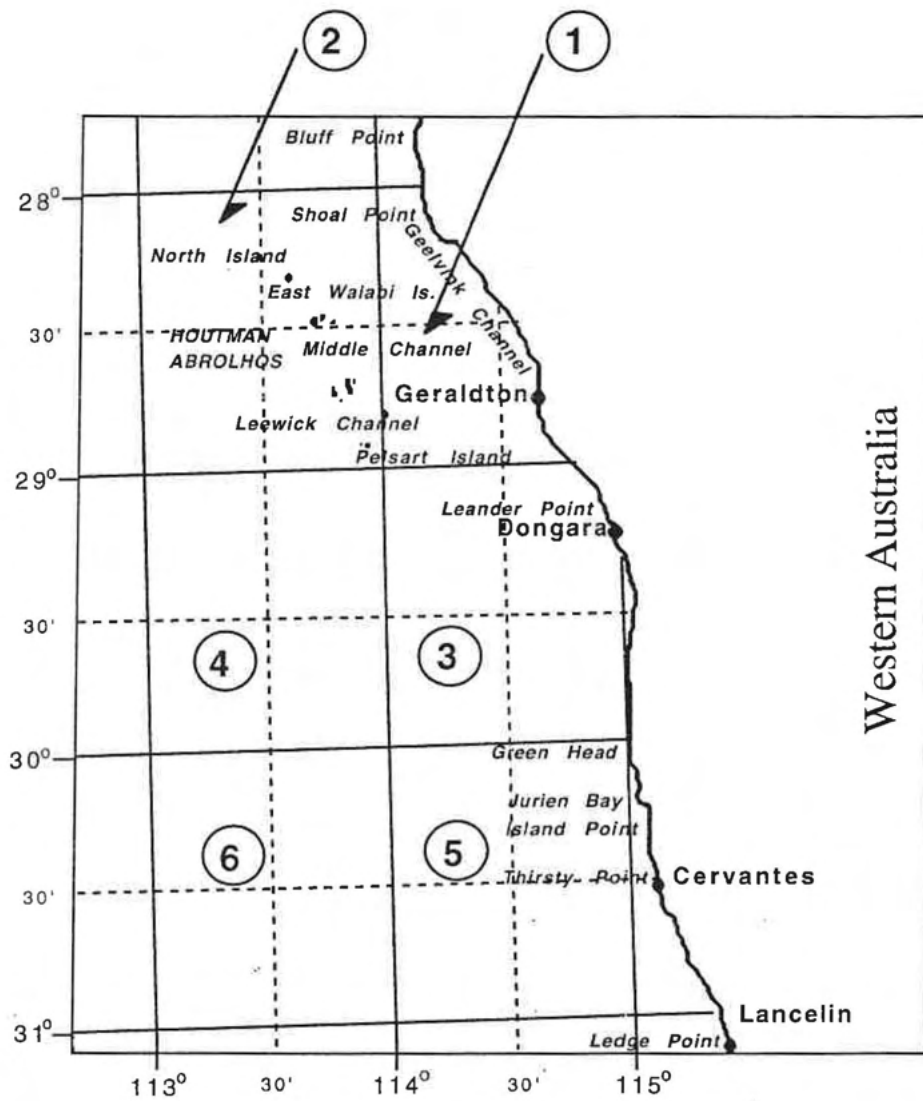 2 1
Bluff Point
28°
Shoal Point
Geelvink Channel
North Island
East Walabi Is.
30'
HOUTMAN
ABROLHOS
Middle Channel
Geraldton
Leewick Channel
Pelsart Island
29°
Leander Point
Dongara
Western Australia
30'
4 3
30°
Green Head
Jurien Bay
Island Point
6 5
Thirsty Point
Cervantes
30'
Lancelin
31°
Ledge Point
113° 30' 114° 30' 115°